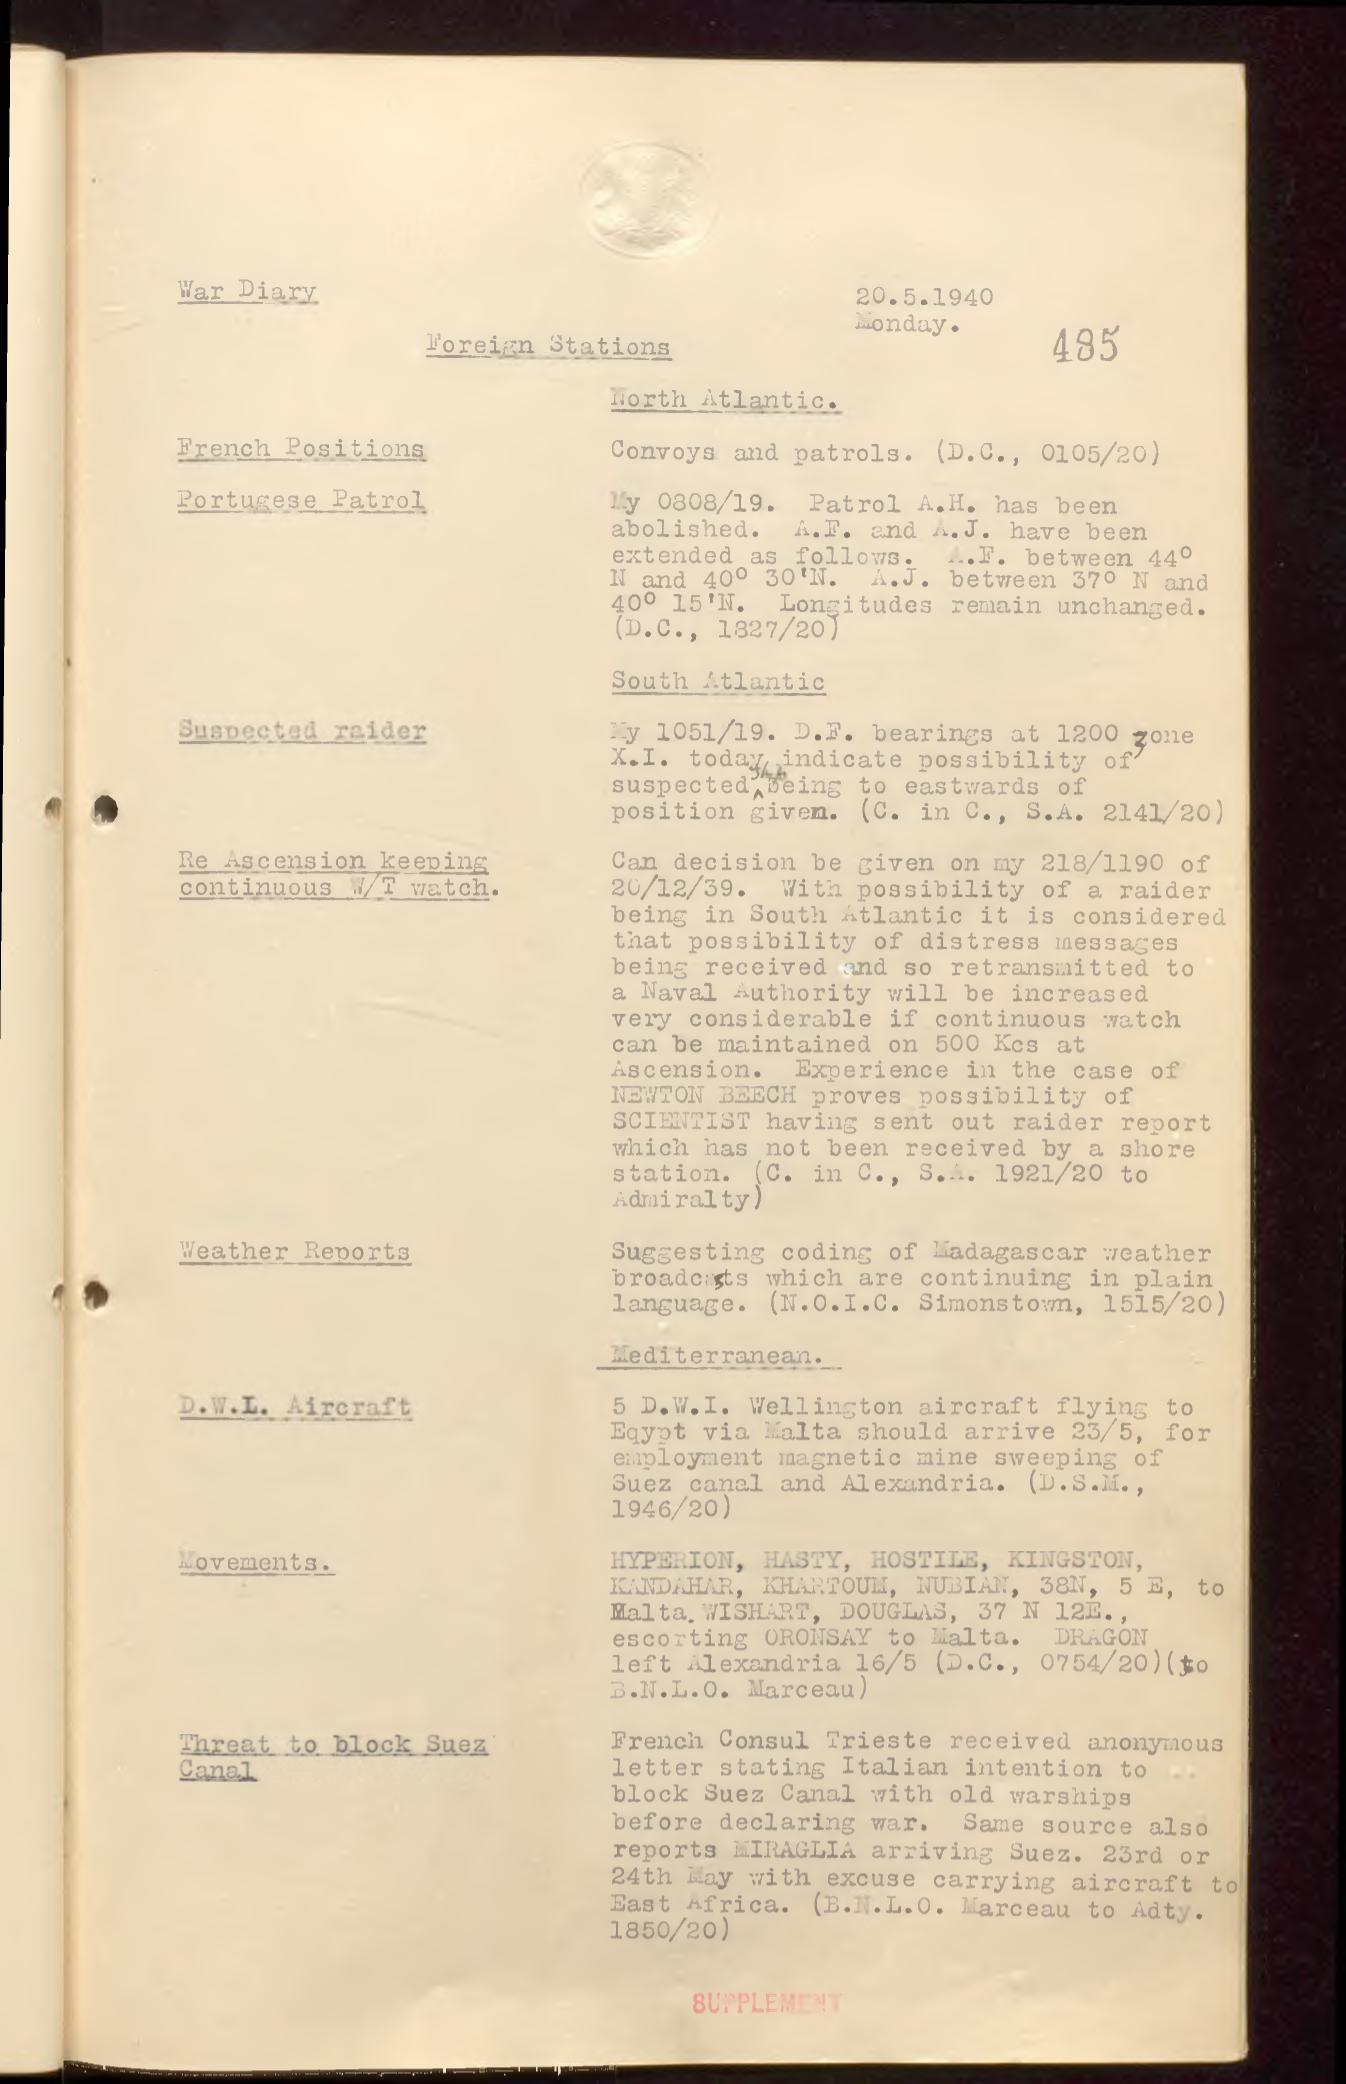 War Diary
20.5.1940
Monday.
485
Foreign Stations
North Atlantic.
French Positions
Convoys and patrols. (D.C., 0105/20)
Portugese Patrol
My 0808/19. Patrol A.H. has been
abolished. A.F. and A.J. have been
extended as follows. A.F. between 44°
N and 40° 30'N. A.J. between 37° N and
40° 15'N. Longitudes remain unchanged.
(D.C., 1827/20)
South Atlantic
Suspected raider
My 1051/19. D.F. bearings at 1200 zone
X.I. today, indicate possibility of
suspected ship being to eastwards of
position given. (C. in C., S.A. 2141/20)
Re Ascension keeping
continuous W/T watch.
Can decision be given on my 218/1190 of
20/12/39. With possibility of a raider
being in South Atlantic it is considered
that possibility of distress messages
being received and so retransmitted to
a Naval Authority will be increased
very considerable if continuous watch
can be maintained on 500 Kcs at
Ascension. Experience in the case of
NEWTON BEECH proves possibility of
SCIENTIST having sent out raider report
which has not been received by a shore
station. (C. in C., S.A. 1921/20 to
Admiralty)
Weather Reports
Suggesting coding of Madagascar weather
broadcasts which are continuing in plain
language. (N.O.I.C. Simonstown, 1515/20)
Mediterranean.
D.W.L. Aircraft
5 D.W.I. Wellington aircraft flying to
Eqypt via Malta should arrive 23/5, for
employment magnetic mine sweeping of
Suez canal and Alexandria. (D.S.M.,
1946/20)
Movements.
HYPERION, HASTY, HOSTILE, KINGSTON,
KANDAHAR, KHARTOUM, NUBIAN, 38N, 5 E, to
Malta. WISHART, DOUGLAS, 37 N 12E.,
escorting ORONSAY to Malta. DRAGON
left Alexandria 16/5 (D.C., 0754/20)(to
B.N.L.O. Marceau)
Threat to block Suez
Canal
French Consul Trieste received anonymous
letter stating Italian intention to
block Suez Canal with old warships
before declaring war. Same source also
reports MIRAGLIA arriving Suez. 23rd or
24th May with excuse carrying aircraft to
East Africa. (B.N.L.O. Marceau to Adty.
1850/20)
SUPPLEMENT